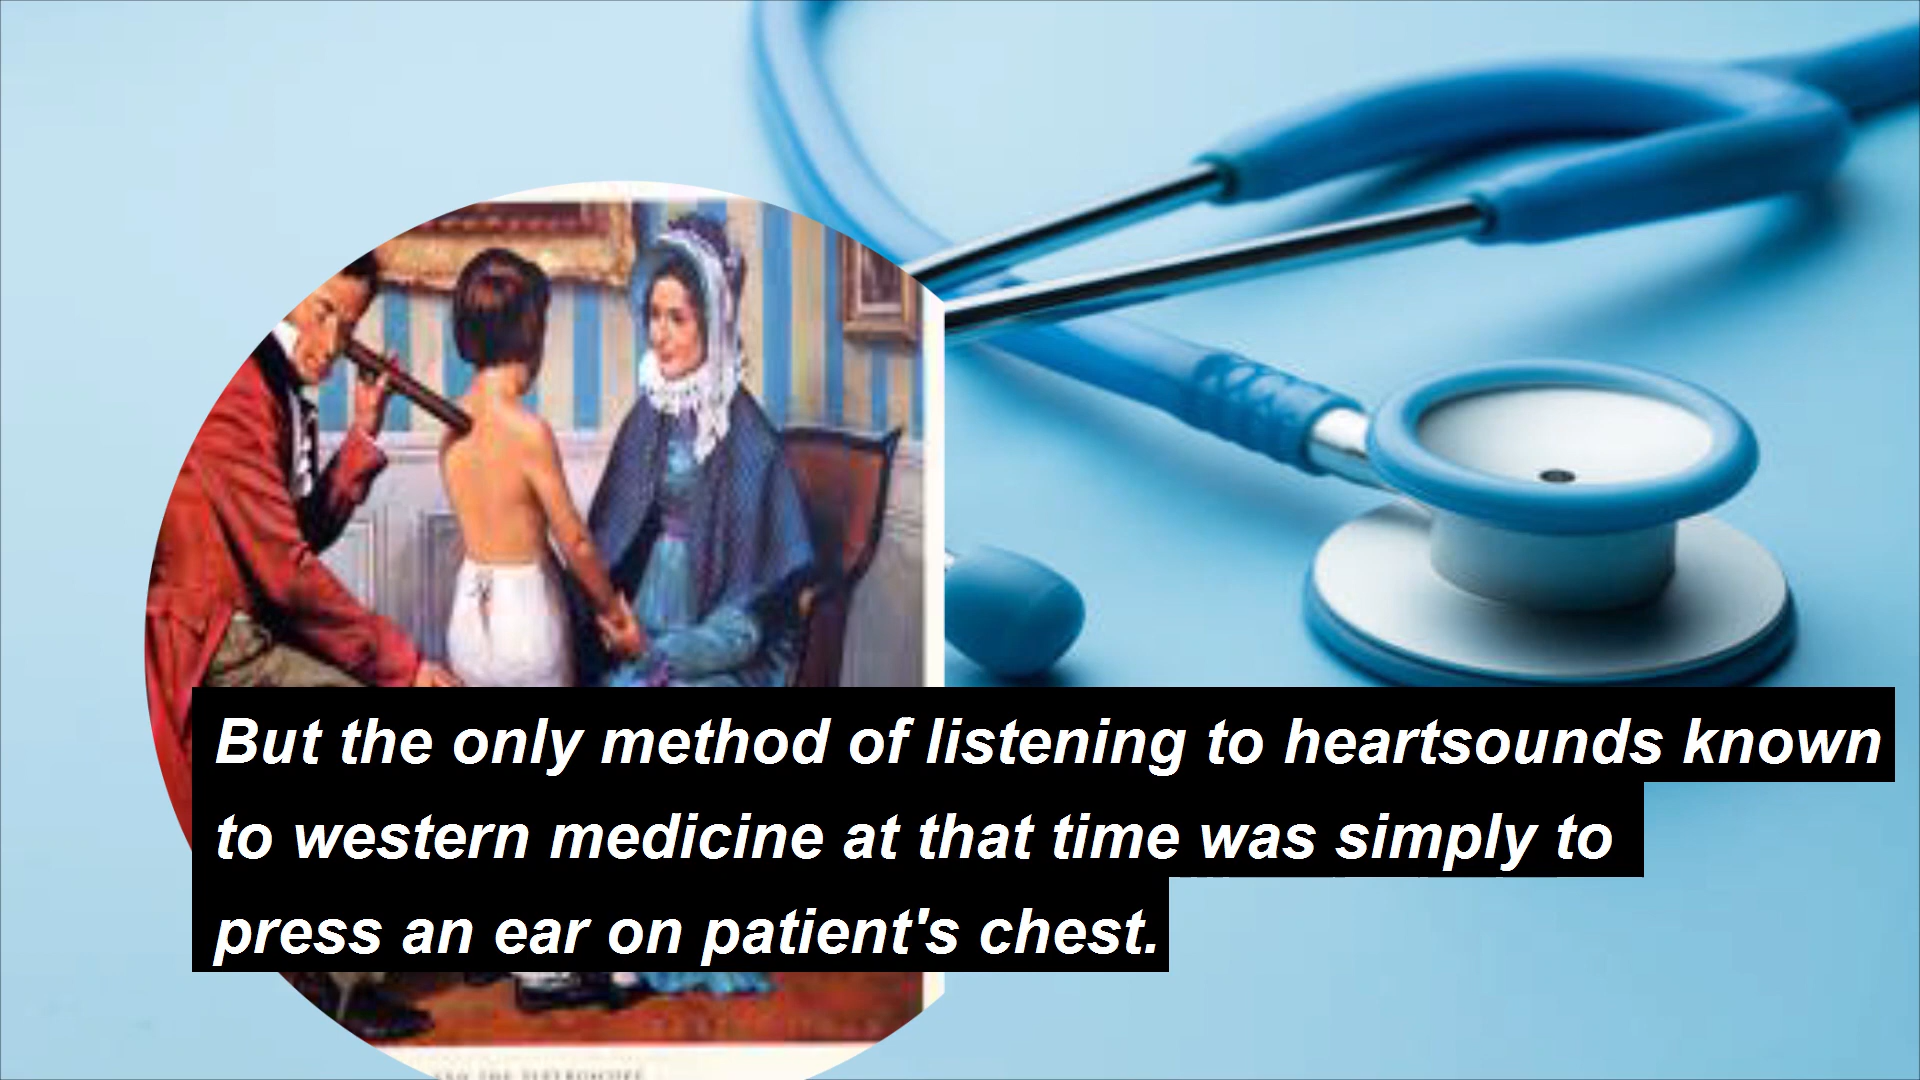 But the only method of listening to heartsounds known
to western medicine at that time was simply to
press an ear on patient's chest.